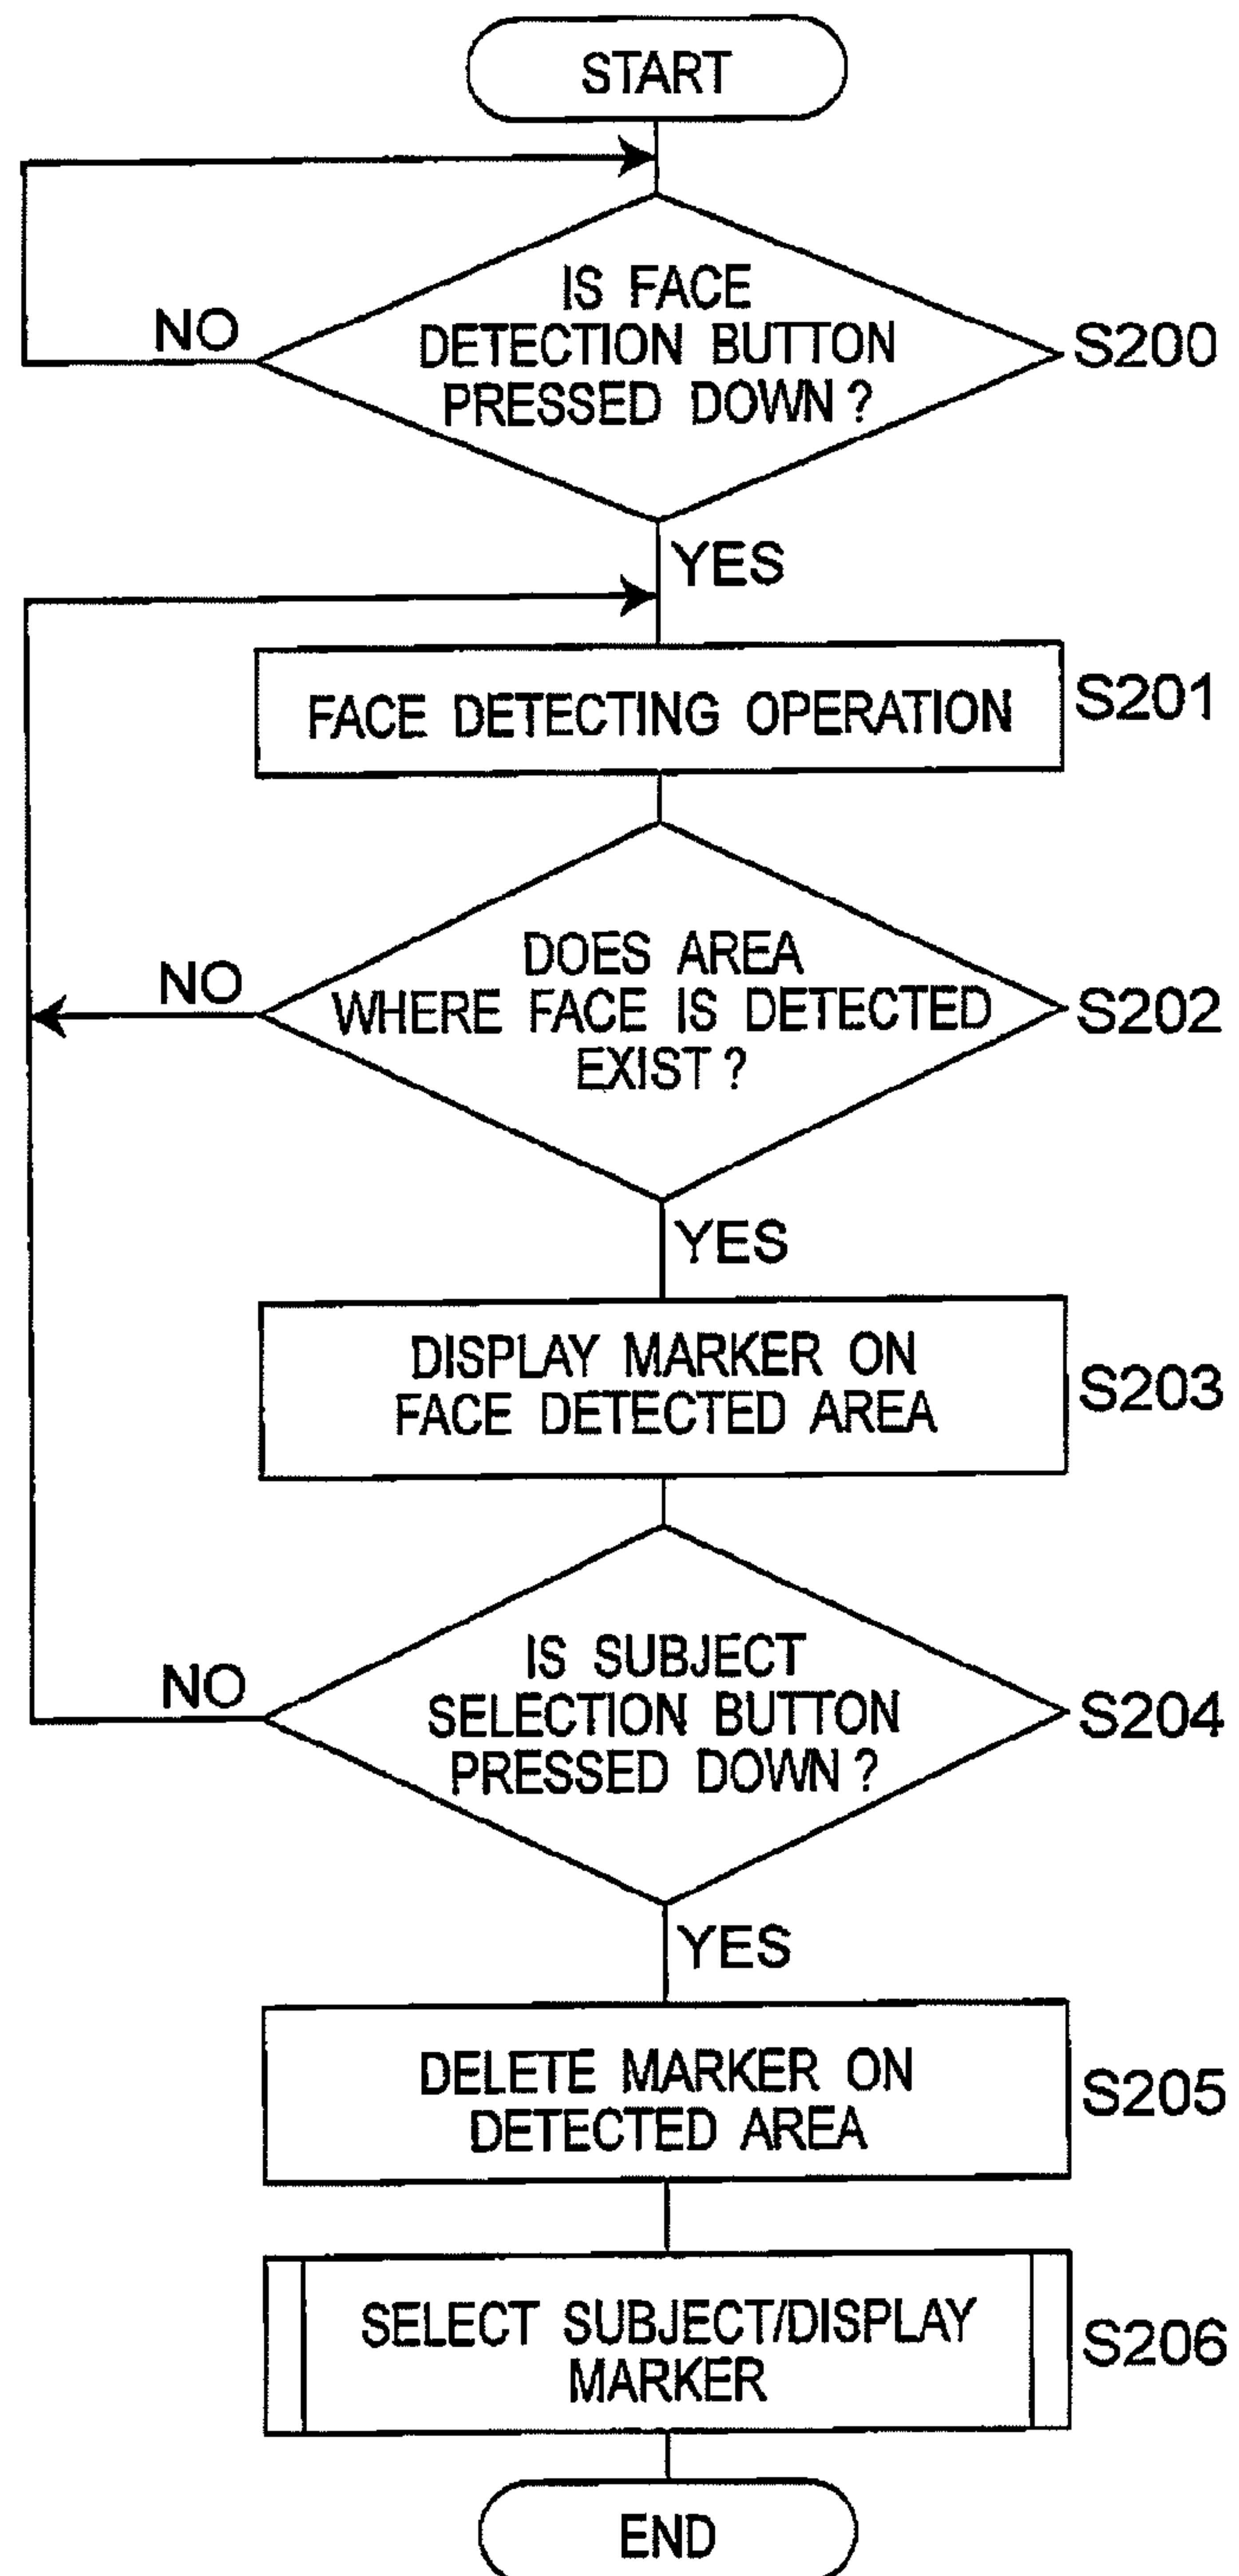 START
IS FACE
DETECTION BUTTON
PRESSED DOWN?
NO
S200
YES
FACE DETECTING OPERATION
S201
DOES AREA
WHERE FACE IS DETECTED
EXIST?
NO
S202
YES
DISPLAY MARKER ON
FACE DETECTED AREA
S203
IS SUBJECT
SELECTION BUTTON
PRESSED DOWN?
NO
S204
YES
DELETE MARKER ON
DETECTED AREA
S205
SELECT SUBJECT/DISPLAY
MARKER
S206
END